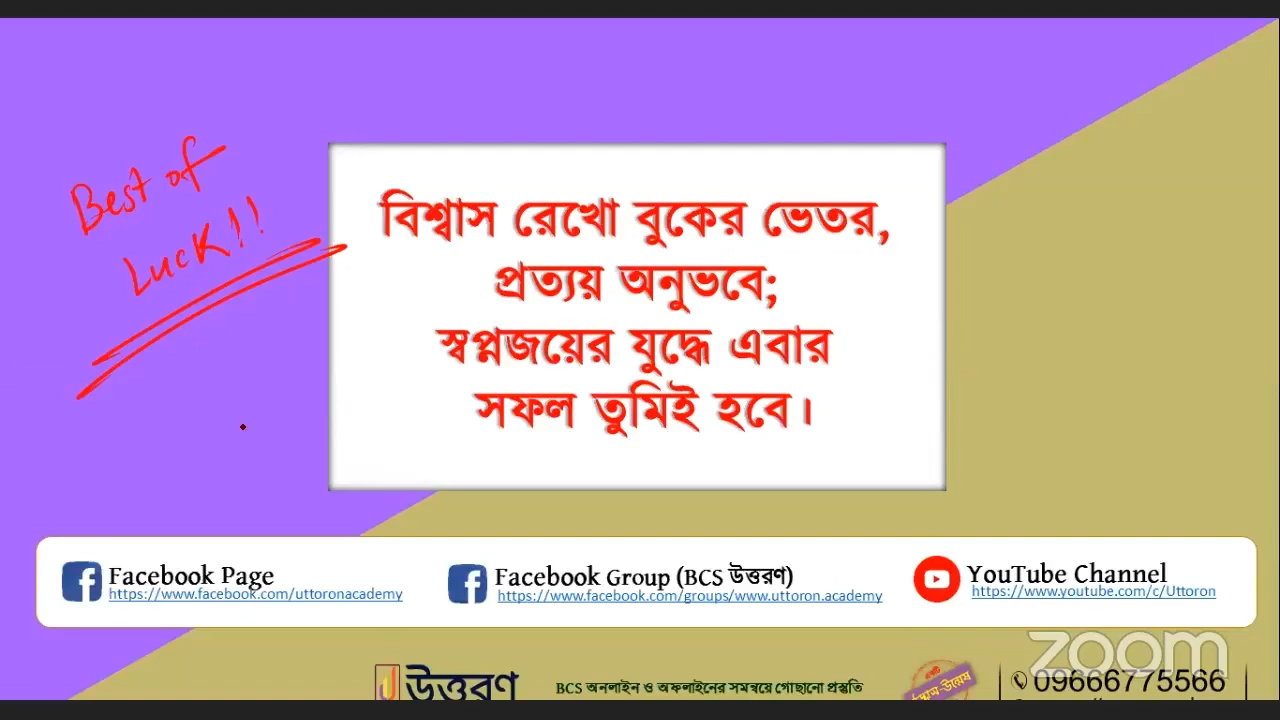 Best of
Luck!!
বিশ্বাস রেখো বুকের ভেতর,
প্রত্যয় অনুভবে;
স্বপ্নজয়ের যুদ্ধে এবার
সফল তুমিই হবে।
Facebook Page
https://www.facebook.com/uttoronacademy
Facebook Group (BCS উত্তরণ)
https://www.facebook.com/groups/www.uttoron.academy
YouTube Channel
https://www.youtube.com/c/Uttoron
zoom
উত্তরণ
BCS অনলাইন ও অফলাইনের সমন্বয়ে গোছানো প্রস্তুতি
09666775566